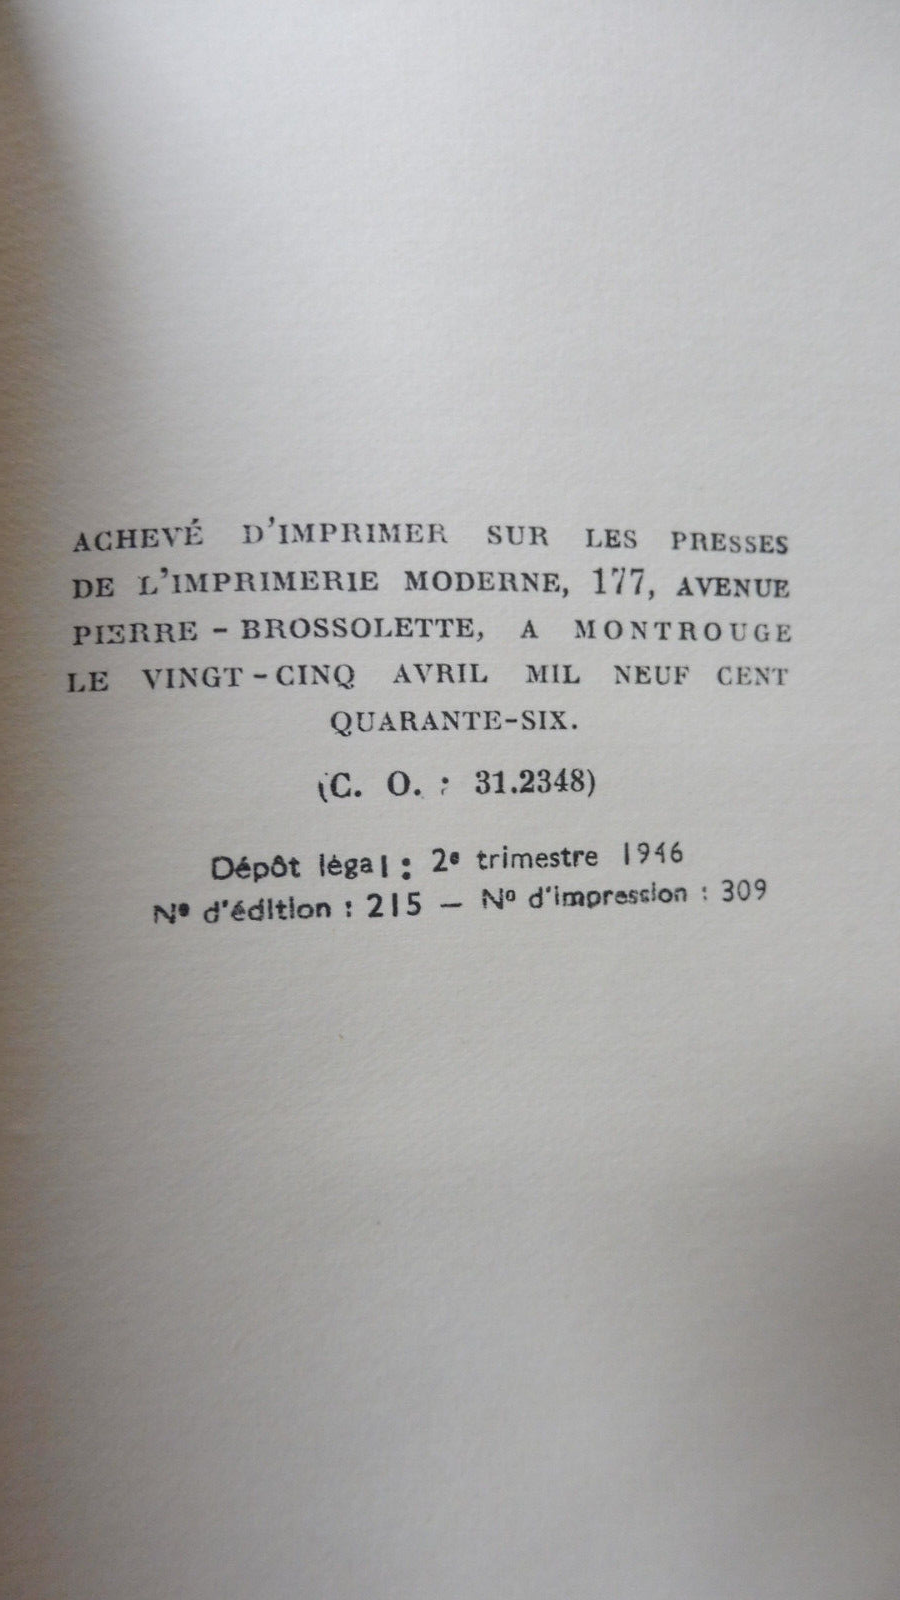 ACHEVÉ D'IMPRIMER SUR LES PRESSES
DE L'IMPRIMERIE MODERNE, 177, AVENUE
PIERRE-BROSSOLETTE, A MONTROUGE
LE VINGT-CINQ AVRIL MIL NEUF CENT
QUARANTE-SIX.
(C. O. : 31.2348)
Dépôt légal : 2e trimestre 1946
No d'édition : 215 — No d'impression : 309